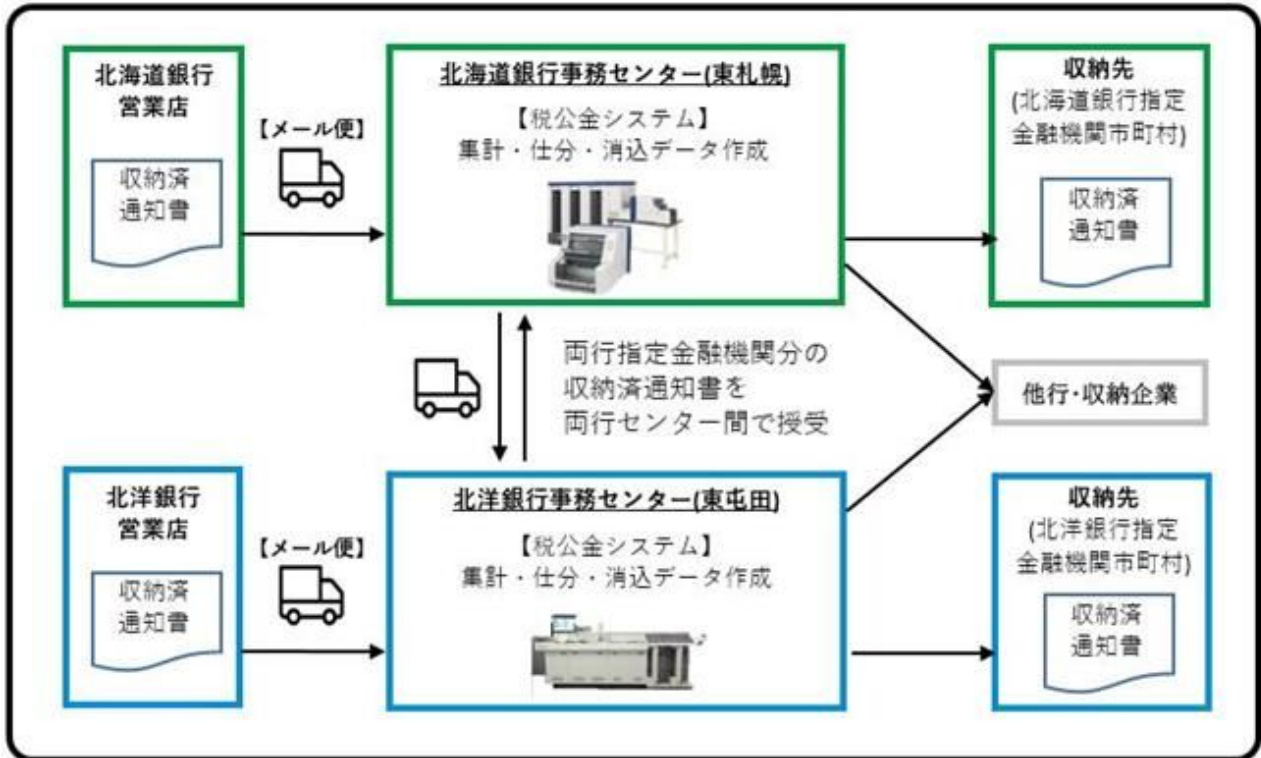 北海道銀行
営業店
【メール便】
収納済
通知書
北海道銀行事務センター(東札幌)
【税公金システム】
集計・仕分・消込データ作成
収納先
(北海道銀行指定
金融機関市町村)
収納済
通知書
両行指定金融機関分の
収納済通知書を
両行センター間で授受
他行・収納企業
北洋銀行
営業店
【メール便】
収納済
通知書
北洋銀行事務センター(東屯田)
【税公金システム】
集計・仕分・消込データ作成
収納先
(北洋銀行指定
金融機関市町村)
収納済
通知書